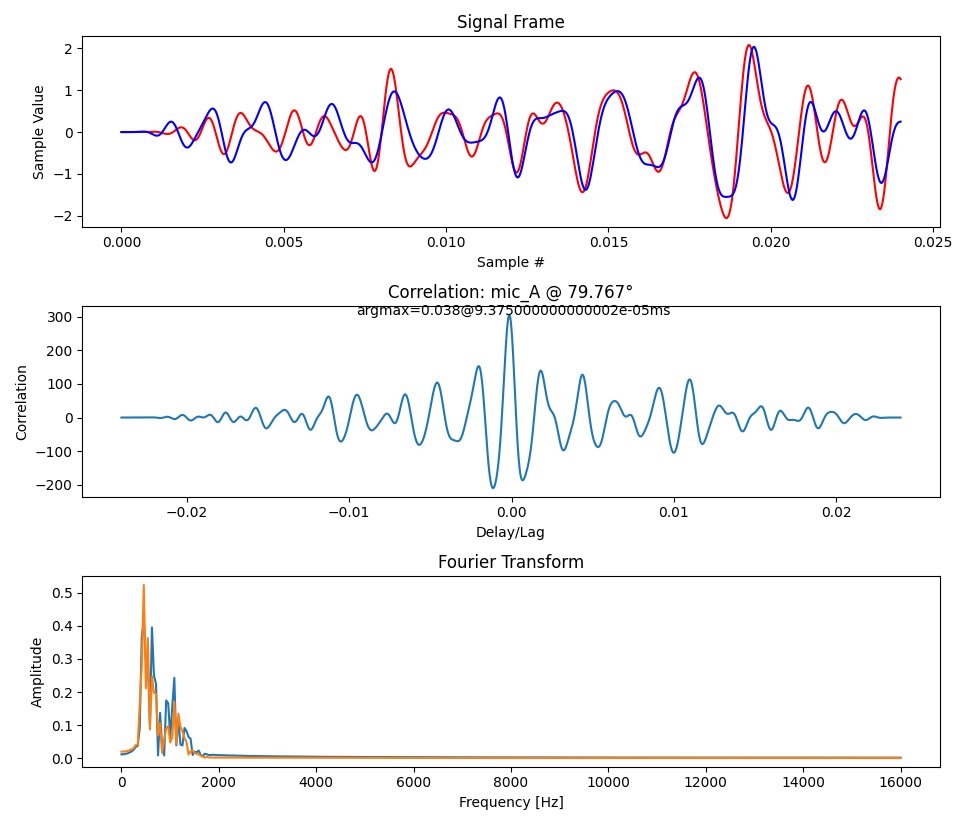 Signal Frame
2
1
0
−1
−2
Sample Value
0.000 0.005 0.010 0.015 0.020 0.025
Sample #
Correlation: mic_A @ 79.767°
argmax=0.038@9.375000000000002e-05ms
300
200
100
0
−100
−200
Correlation
−0.02 −0.01 0.00 0.01 0.02
Delay/Lag
Fourier Transform
0.5
0.4
0.3
0.2
0.1
0.0
Amplitude
0 2000 4000 6000 8000 10000 12000 14000 16000
Frequency [Hz]